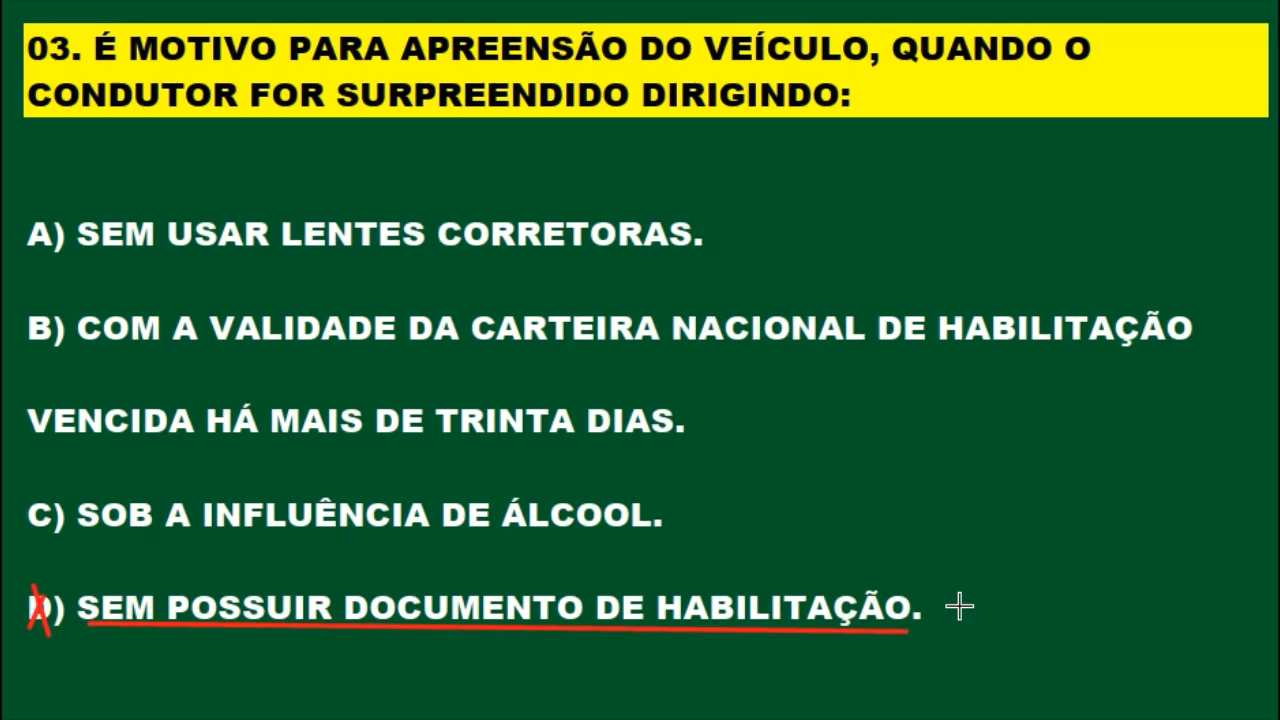 03. É MOTIVO PARA APREENSÃO DO VEÍCULO, QUANDO O
CONDUTOR FOR SURPREENDIDO DIRIGINDO:
A) SEM USAR LENTES CORRETORAS.
B) COM A VALIDADE DA CARTEIRA NACIONAL DE HABILITAÇÃO
VENCIDA HÁ MAIS DE TRINTA DIAS.
C) SOB A INFLUÊNCIA DE ÁLCOOL.
D) SEM POSSUIR DOCUMENTO DE HABILITAÇÃO.